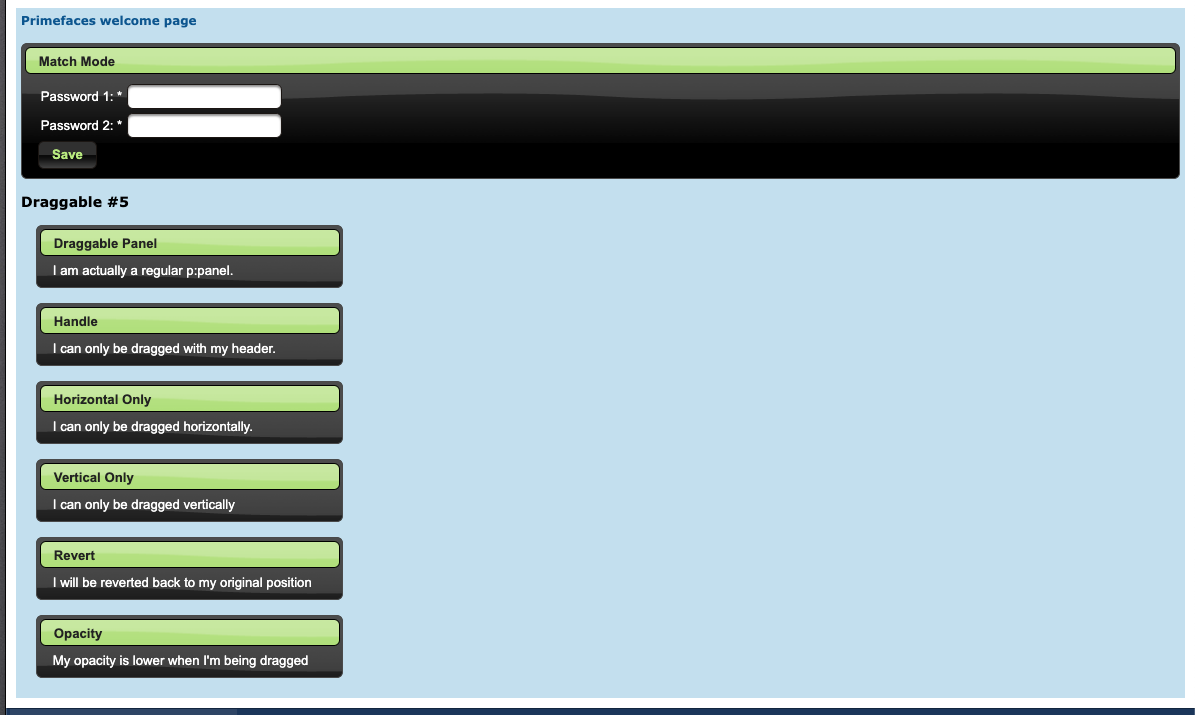 Primefaces welcome page
Match Mode
Password 1: *
Password 2: *
Save
Draggable #5
Draggable Panel
I am actually a regular p:panel.
Handle
I can only be dragged with my header.
Horizontal Only
I can only be dragged horizontally.
Vertical Only
I can only be dragged vertically
Revert
I will be reverted back to my original position
Opacity
My opacity is lower when I'm being dragged